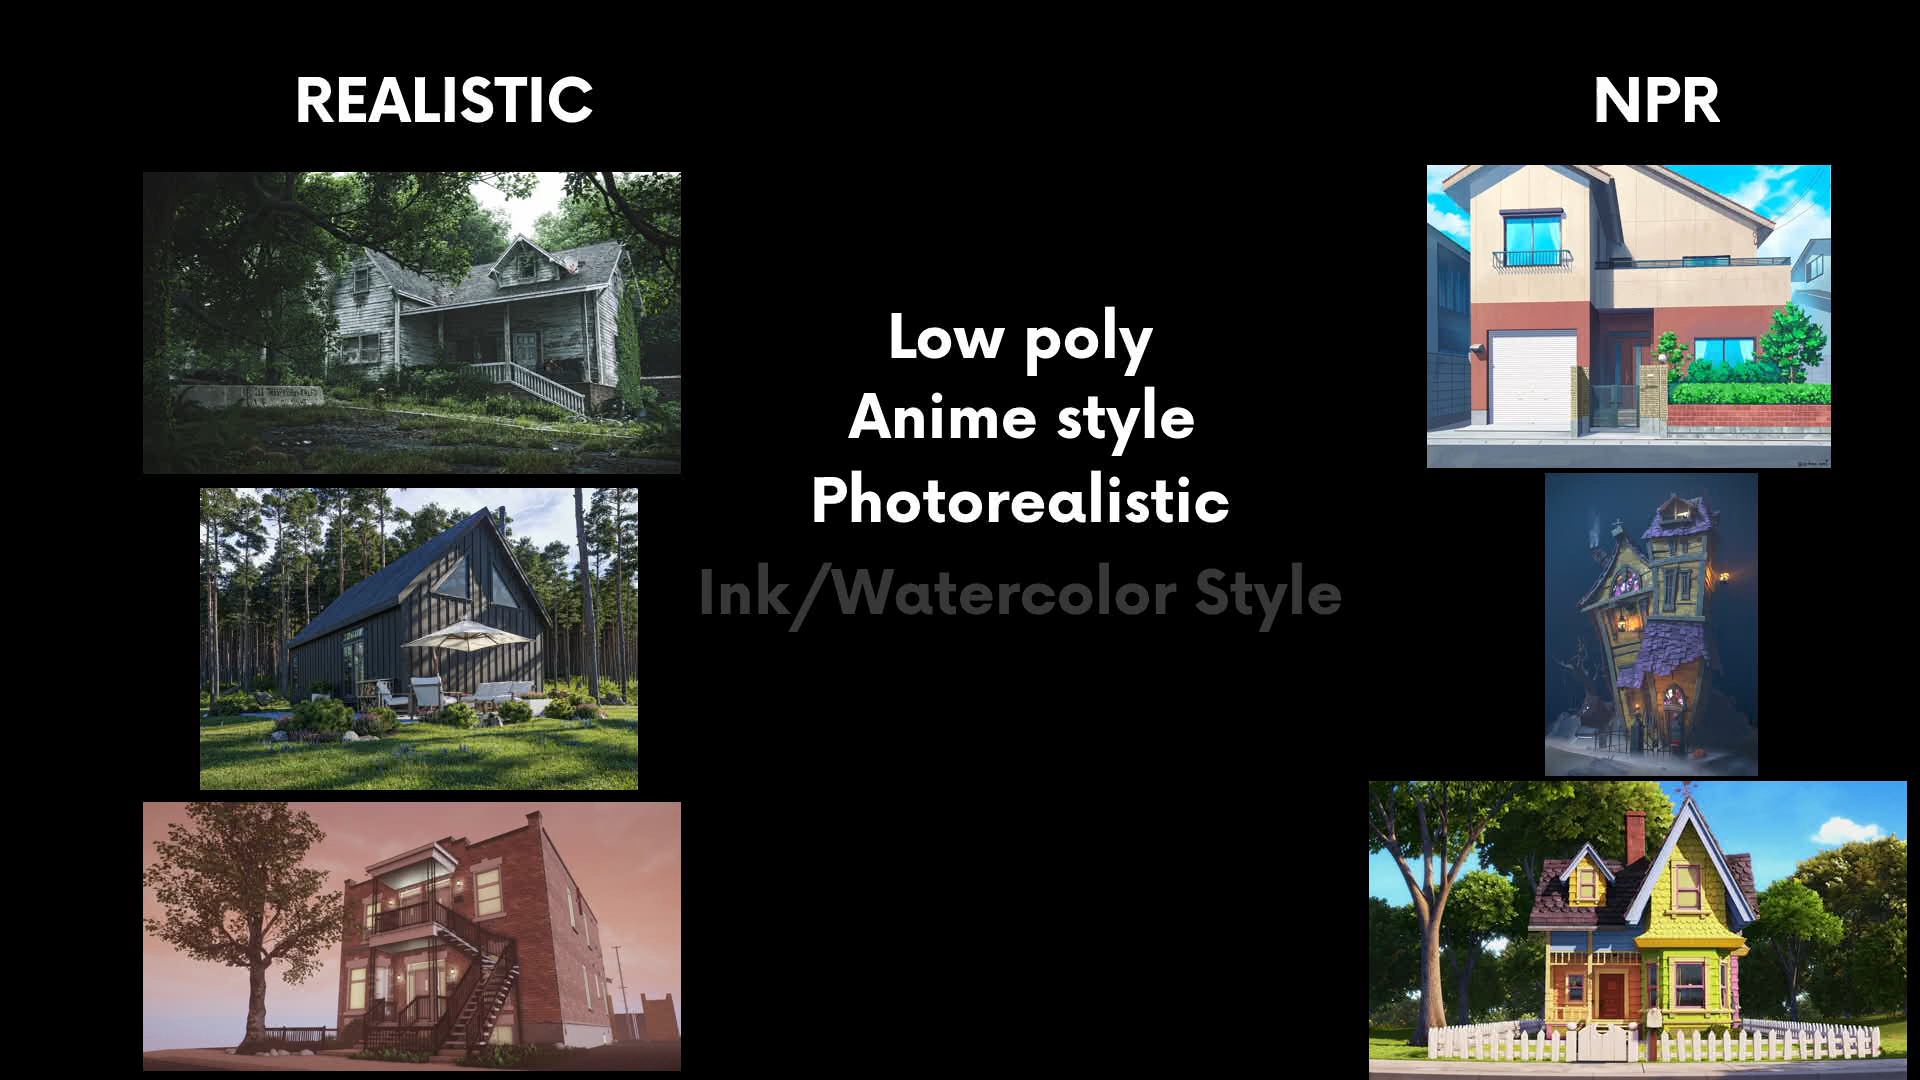 REALISTIC
NPR
Low poly
Anime style
Photorealistic
Ink/Watercolor Style